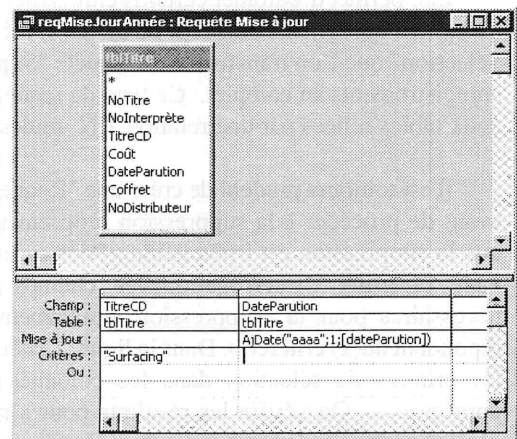 reqMiseJourAnnée : Requête Mise à jour
tblTitre
*
NoTitre
NoInterprète
TitreCD
Coût
DateParution
Coffret
NoDistributeur
Champ : TitreCD DateParution
Table : tblTitre tblTitre
Mise à jour : AjDate("aaaa";1;[dateParution])
Critères : "Surfacing"
Ou :